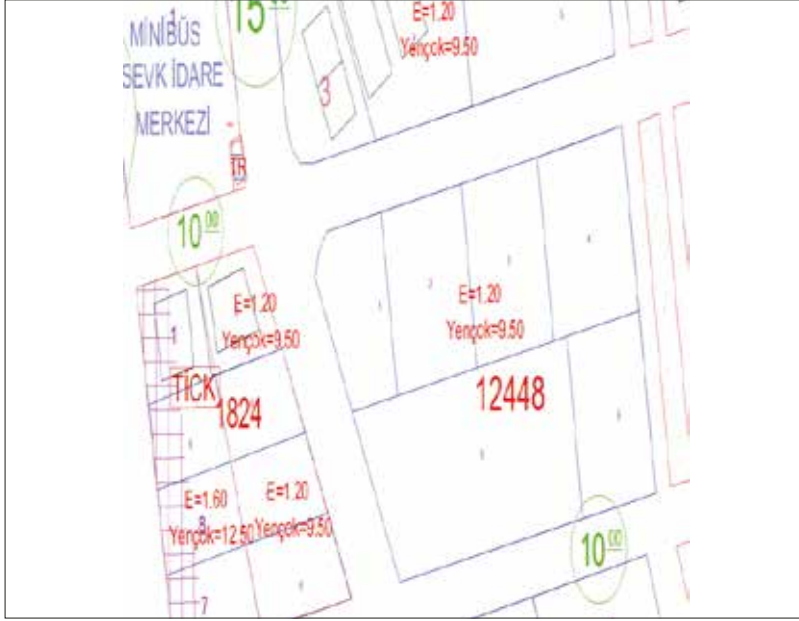 MİNİBÜS
SEVK İDARE
MERKEZİ
15
E=1.20
Yençok=9.50
3
TR
10 00
E=1.20
Yençok=9.50
1
TİCK
1824
E=1.20
Yençok=9.50
12448
E=1.60
Yençok=12.50
8
E=1.20
Yençok=9.50
10 00
7